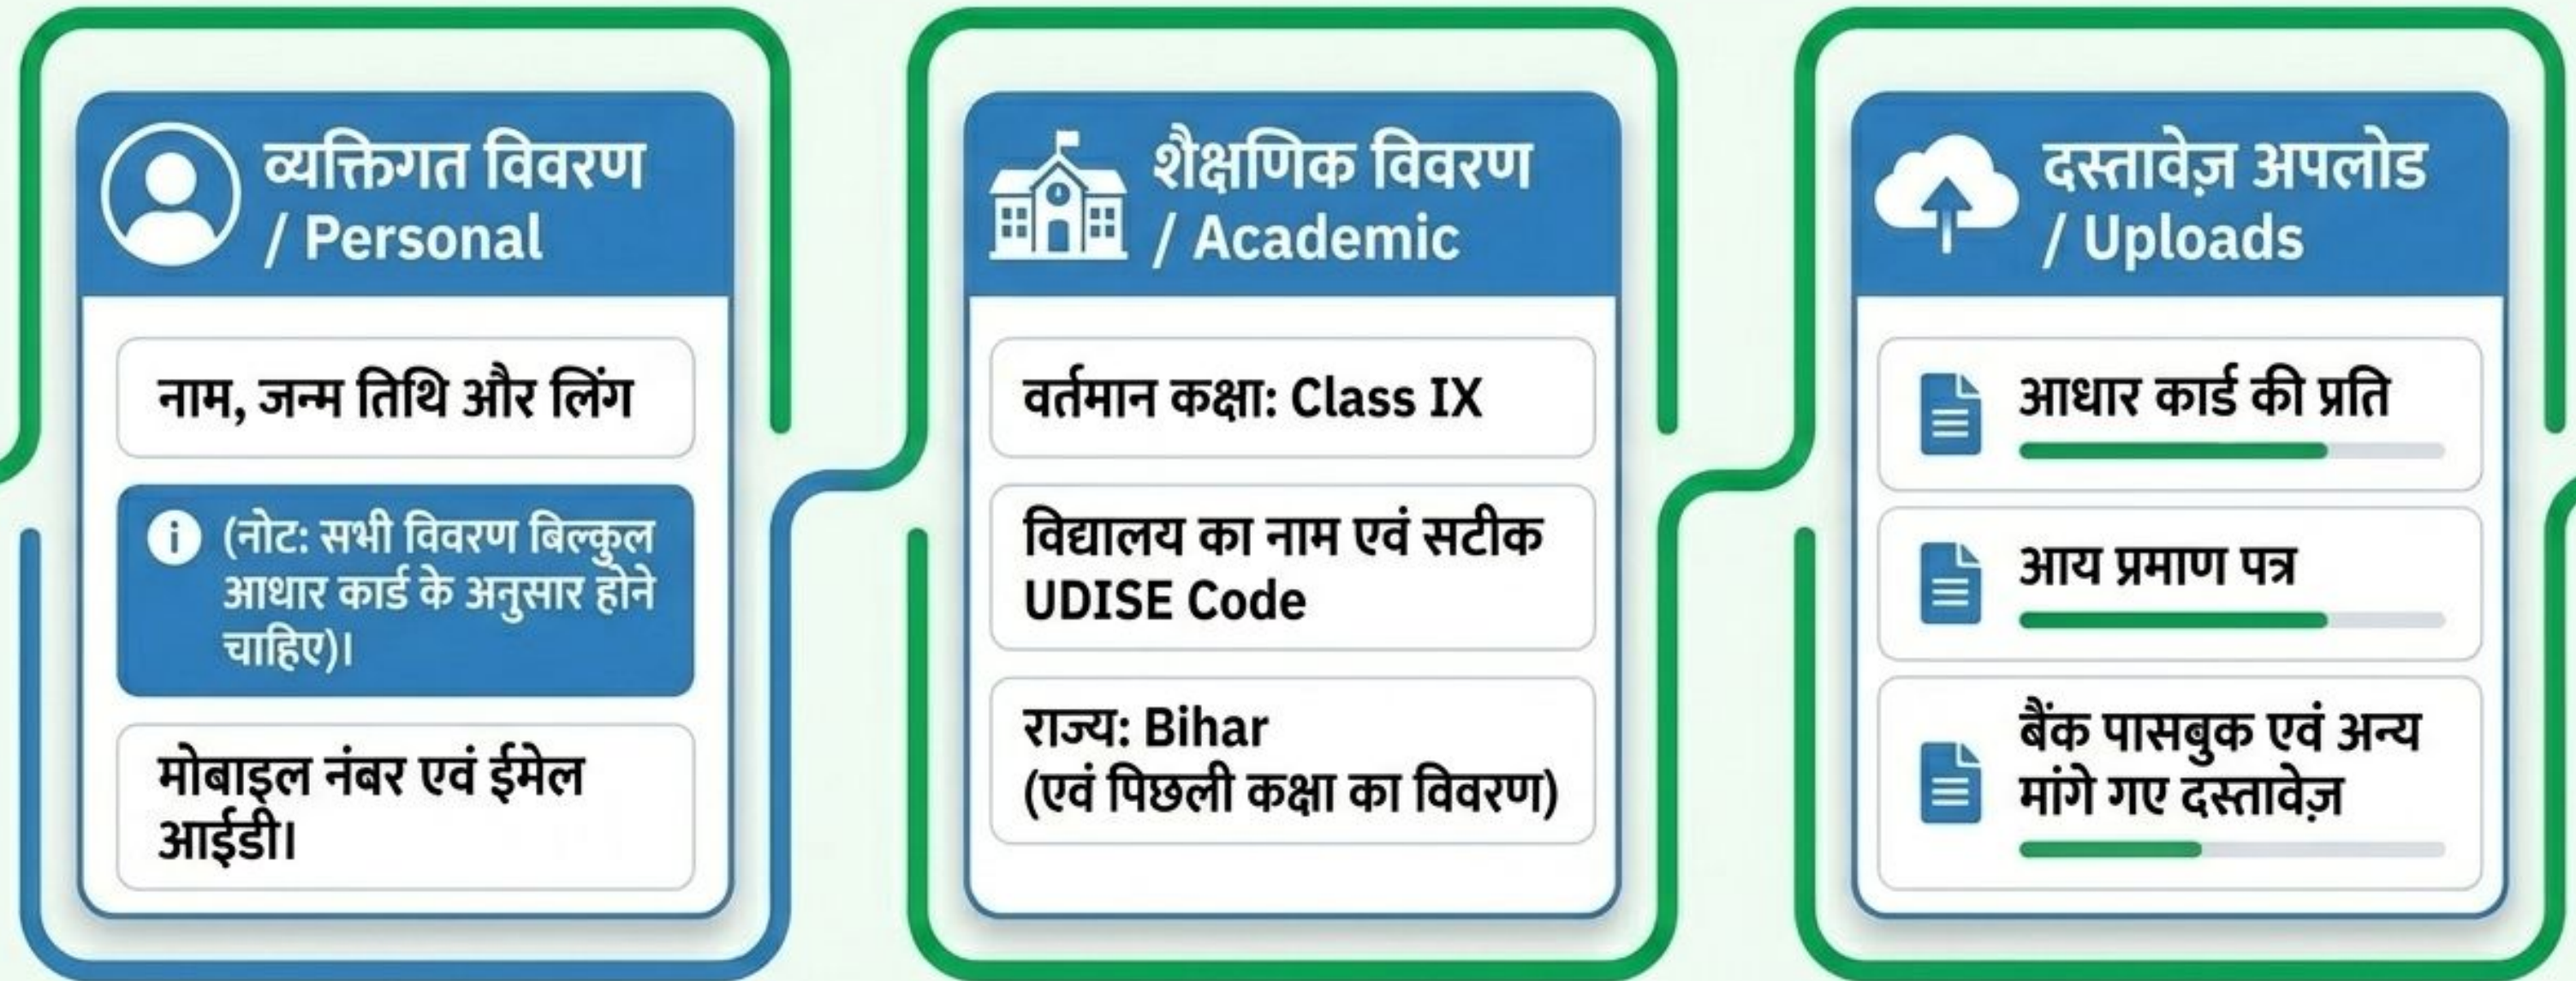 व्यक्तिगत विवरण
/ Personal
नाम, जन्म तिथि और लिंग
(नोट: सभी विवरण बिल्कुल
आधार कार्ड के अनुसार होने
चाहिए)।
मोबाइल नंबर एवं ईमेल
आईडी।
शैक्षणिक विवरण
/ Academic
वर्तमान कक्षा: Class IX
विद्यालय का नाम एवं सटीक
UDISE Code
राज्य: Bihar
(एवं पिछली कक्षा का विवरण)
दस्तावेज़ अपलोड
/ Uploads
आधार कार्ड की प्रति
आय प्रमाण पत्र
बैंक पासबुक एवं अन्य
मांगे गए दस्तावेज़